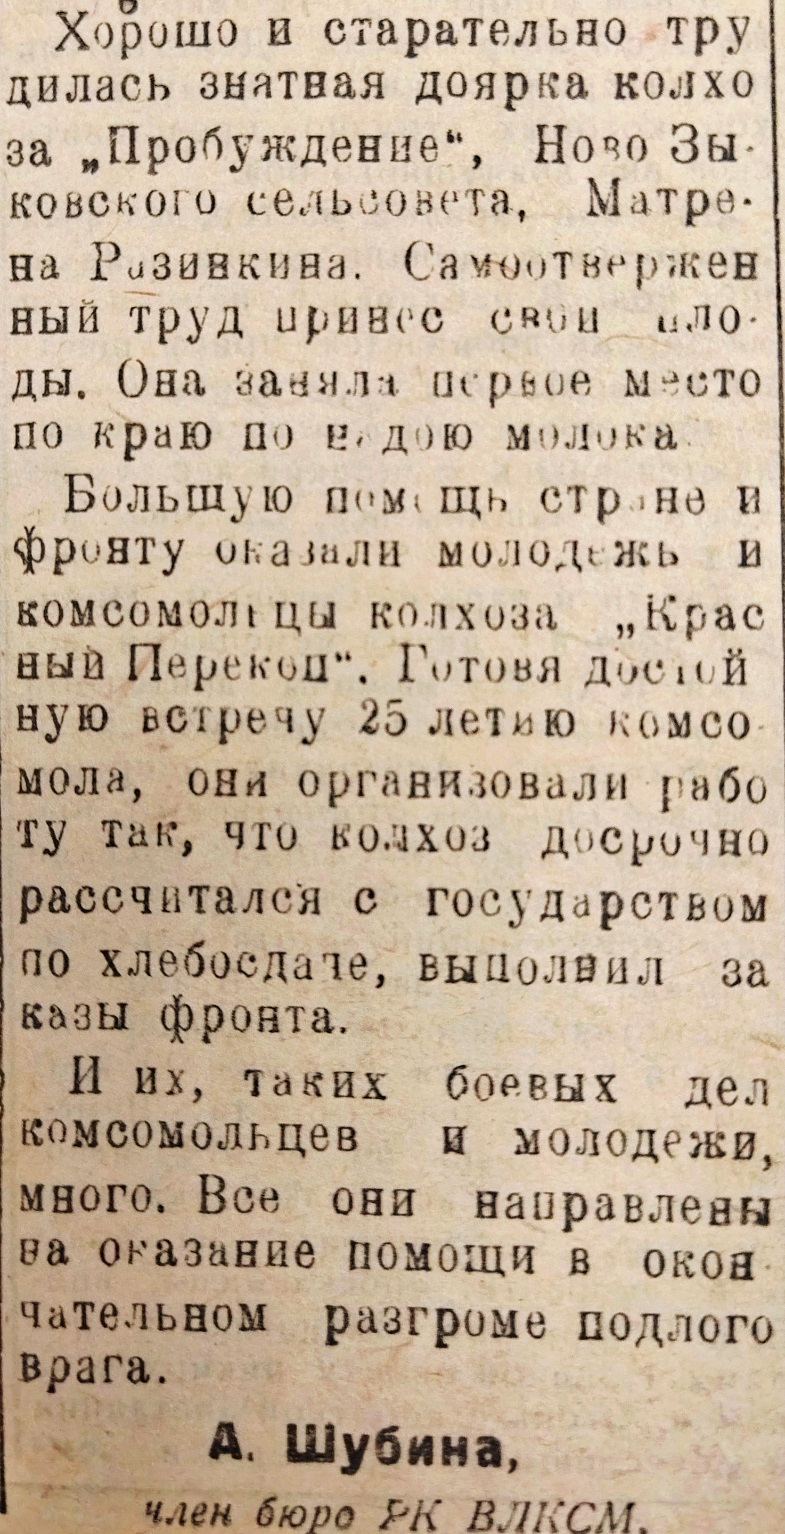 Хорошо и старательно тру
дилась знатная доярка колхо
за „Пробуждение“, Ново Зы-
ковского сельсовета, Матре-
на Разинкина. Самоотвержен
ный труд принес свои пло-
ды. Она заняла первое место
по краю по надою молока
Большую помощь стране и
фронту оказали молодежь и
комсомольцы колхоза „Крас
ный Перекоп“. Готовя достой
ную встречу 25 летию комсо-
мола, они организовали рабо
ту так, что колхоз досрочно
рассчитался с государством
по хлебосдаче, выполнил за
казы фронта.
И их, таких боевых дел
комсомольцев и молодежи,
много. Все они направлены
на оказание помощи в окон-
чательном разгроме подлого
врага.
А. Шубина,
член бюро РК ВЛКСМ.